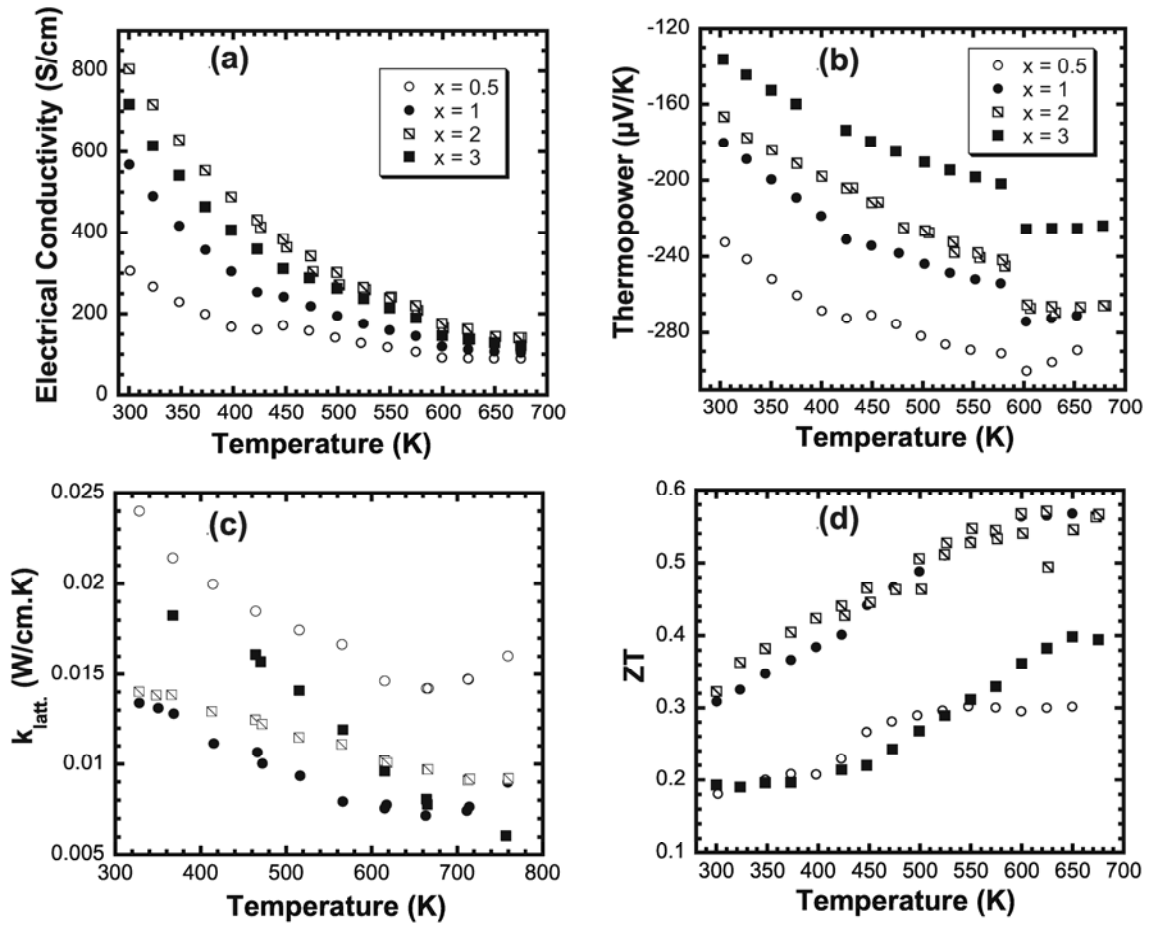 (a)
Electrical Conductivity (S/cm)
800
600
400
200
0
x = 0.5
x = 1
x = 2
x = 3
300 350 400 450 500 550 600 650 700
Temperature (K)
(b)
Thermopower (µV/K)
-120
-160
-200
-240
-280
x = 0.5
x = 1
x = 2
x = 3
300 350 400 450 500 550 600 650 700
Temperature (K)
(c)
k latt. (W/cm.K)
0.025
0.02
0.015
0.01
0.005
300 400 500 600 700 800
Temperature (K)
(d)
ZT
0.6
0.5
0.4
0.3
0.2
0.1
300 350 400 450 500 550 600 650 700
Temperature (K)